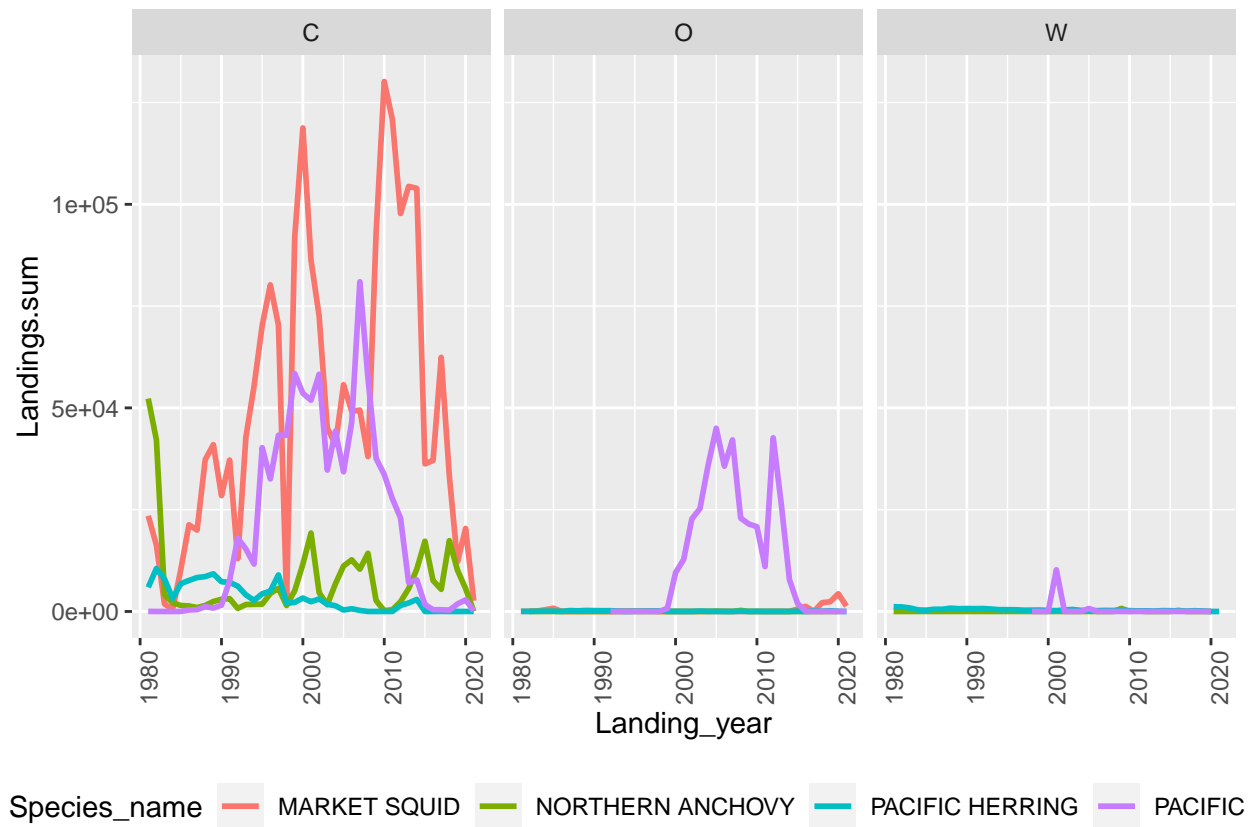 C O W
Landings.sum
1e+05
5e+04
0e+00
1980 1990 2000 2010 2020 1980 1990 2000 2010 2020 1980 1990 2000 2010 2020
Landing_year
Species_name MARKET SQUID NORTHERN ANCHOVY PACIFIC HERRING PACIFIC